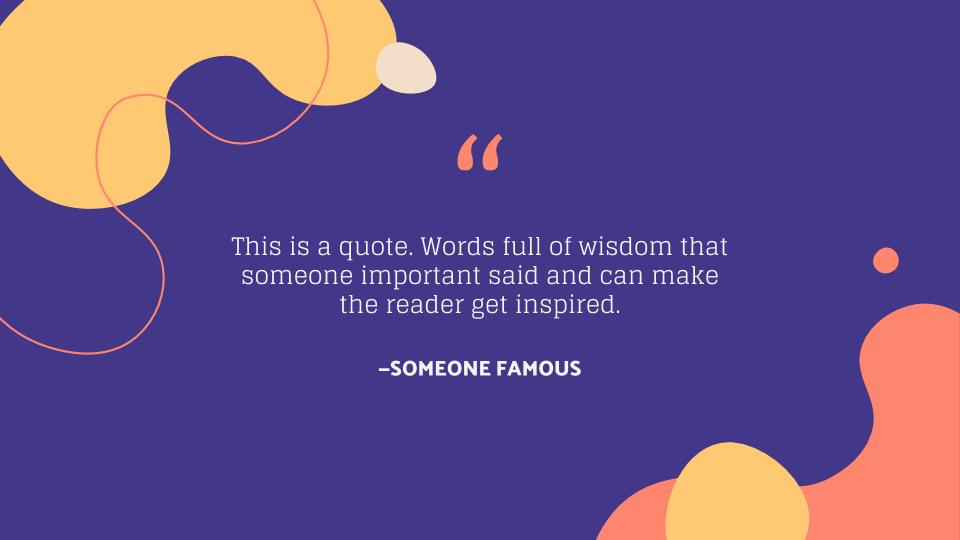 “
This is a quote. Words full of wisdom that
someone important said and can make
the reader get inspired.
—SOMEONE FAMOUS